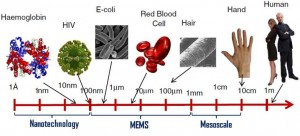 Haemoglobin
HIV
E-coli
Red Blood Cell
Hair
Hand
Human
1Å 1nm 10nm 100nm 1μm 10μm 100μm 1mm 1cm 10cm 1m
Nanotechnology MEMS Mesoscale